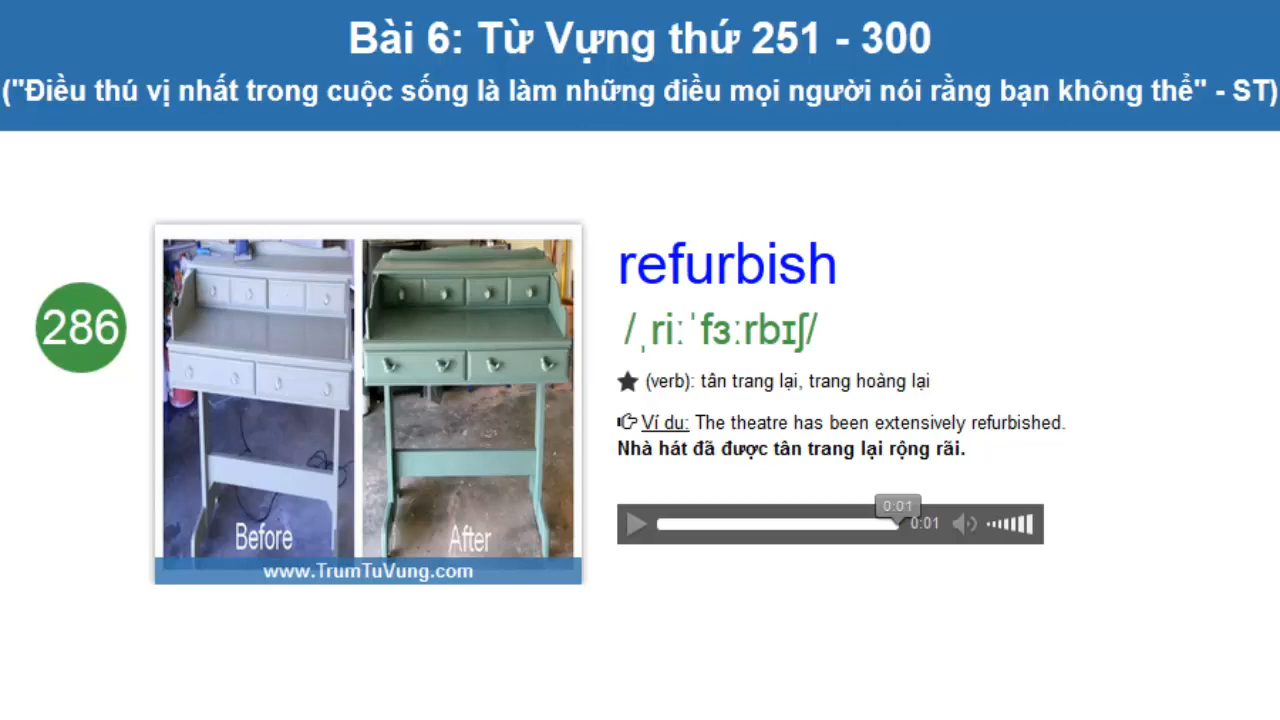 Bài 6: Từ Vựng thứ 251 - 300
("Điều thú vị nhất trong cuộc sống là làm những điều mọi người nói rằng bạn không thể" - ST)
286
Before
After
www.TrumTuVung.com
refurbish
/ˌriːˈfɜːrbɪʃ/
(verb): tân trang lại, trang hoàng lại
Ví dụ: The theatre has been extensively refurbished.
Nhà hát đã được tân trang lại rộng rãi.
0:01
0:01